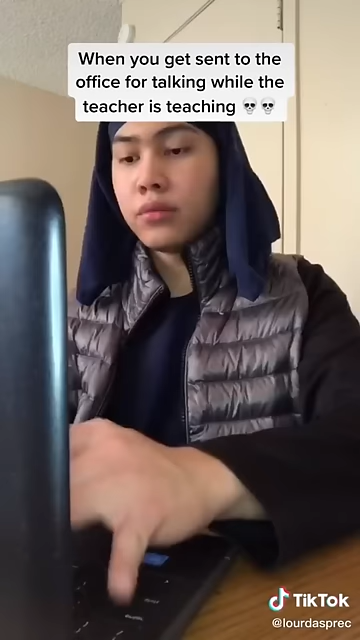 When you get sent to the
office for talking while the
teacher is teaching 💀💀
TikTok
@lourdasprec